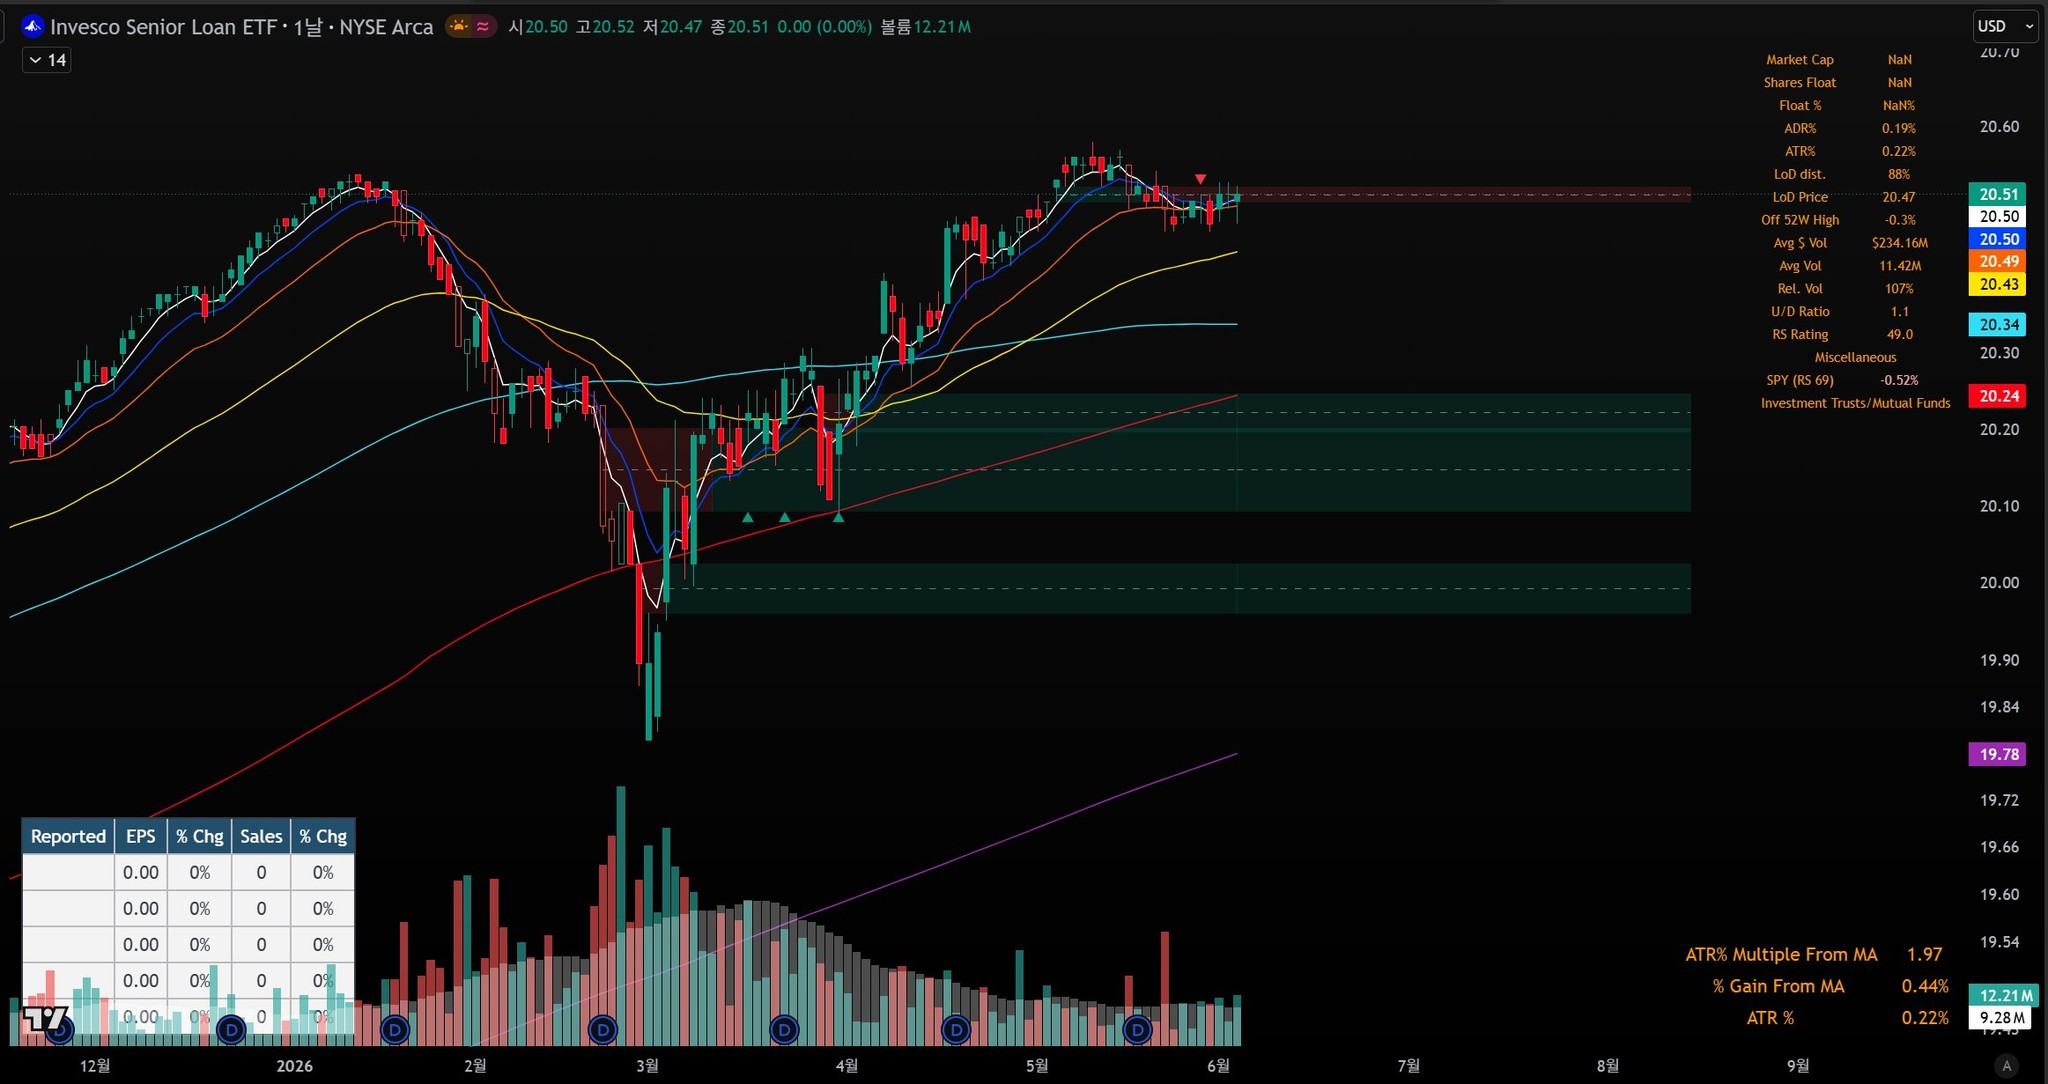 Invesco Senior Loan ETF · 1날 · NYSE Arca 시20.50 고20.52 저20.47 종20.51 0.00 (0.00%) 볼륨12.21M
14
USD
20.70
Market Cap NaN
Shares Float NaN
Float % NaN%
ADR% 0.19%
ATR% 0.22%
LoD dist. 88%
LoD Price 20.47
Off 52W High -0.3%
Avg $ Vol $234.16M
Avg Vol 11.42M
Rel. Vol 107%
U/D Ratio 1.1
RS Rating 49.0
Miscellaneous
SPY (RS 69) -0.52%
Investment Trusts/Mutual Funds
20.60
20.51
20.50
20.50
20.49
20.43
20.34
20.30
20.24
20.20
20.10
20.00
19.90
19.84
19.78
19.72
19.66
19.60
19.54
12.21M
9.28M
Reported EPS % Chg Sales % Chg
0.00 0% 0 0%
0.00 0% 0 0%
0.00 0% 0 0%
0.00 0% 0 0%
0.00 0% 0 0%
ATR% Multiple From MA 1.97
% Gain From MA 0.44%
ATR % 0.22%
D D D D D D D
12월 2026 2월 3월 4월 5월 6월 7월 8월 9월
A